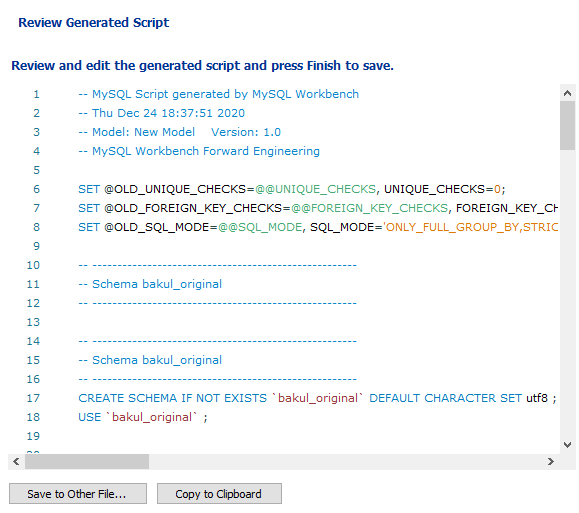 Review Generated Script
Review and edit the generated script and press Finish to save.
1 -- MySQL Script generated by MySQL Workbench
2 -- Thu Dec 24 18:37:51 2020
3 -- Model: New Model    Version: 1.0
4 -- MySQL Workbench Forward Engineering
5
6 SET @OLD_UNIQUE_CHECKS=@@UNIQUE_CHECKS, UNIQUE_CHECKS=0;
7 SET @OLD_FOREIGN_KEY_CHECKS=@@FOREIGN_KEY_CHECKS, FOREIGN_KEY_CH
8 SET @OLD_SQL_MODE=@@SQL_MODE, SQL_MODE='ONLY_FULL_GROUP_BY,STRIC
9
10 -- -----------------------------------------------------
11 -- Schema bakul_original
12 -- -----------------------------------------------------
13
14 -- -----------------------------------------------------
15 -- Schema bakul_original
16 -- -----------------------------------------------------
17 CREATE SCHEMA IF NOT EXISTS `bakul_original` DEFAULT CHARACTER SET utf8 ;
18 USE `bakul_original` ;
19
Save to Other File... Copy to Clipboard